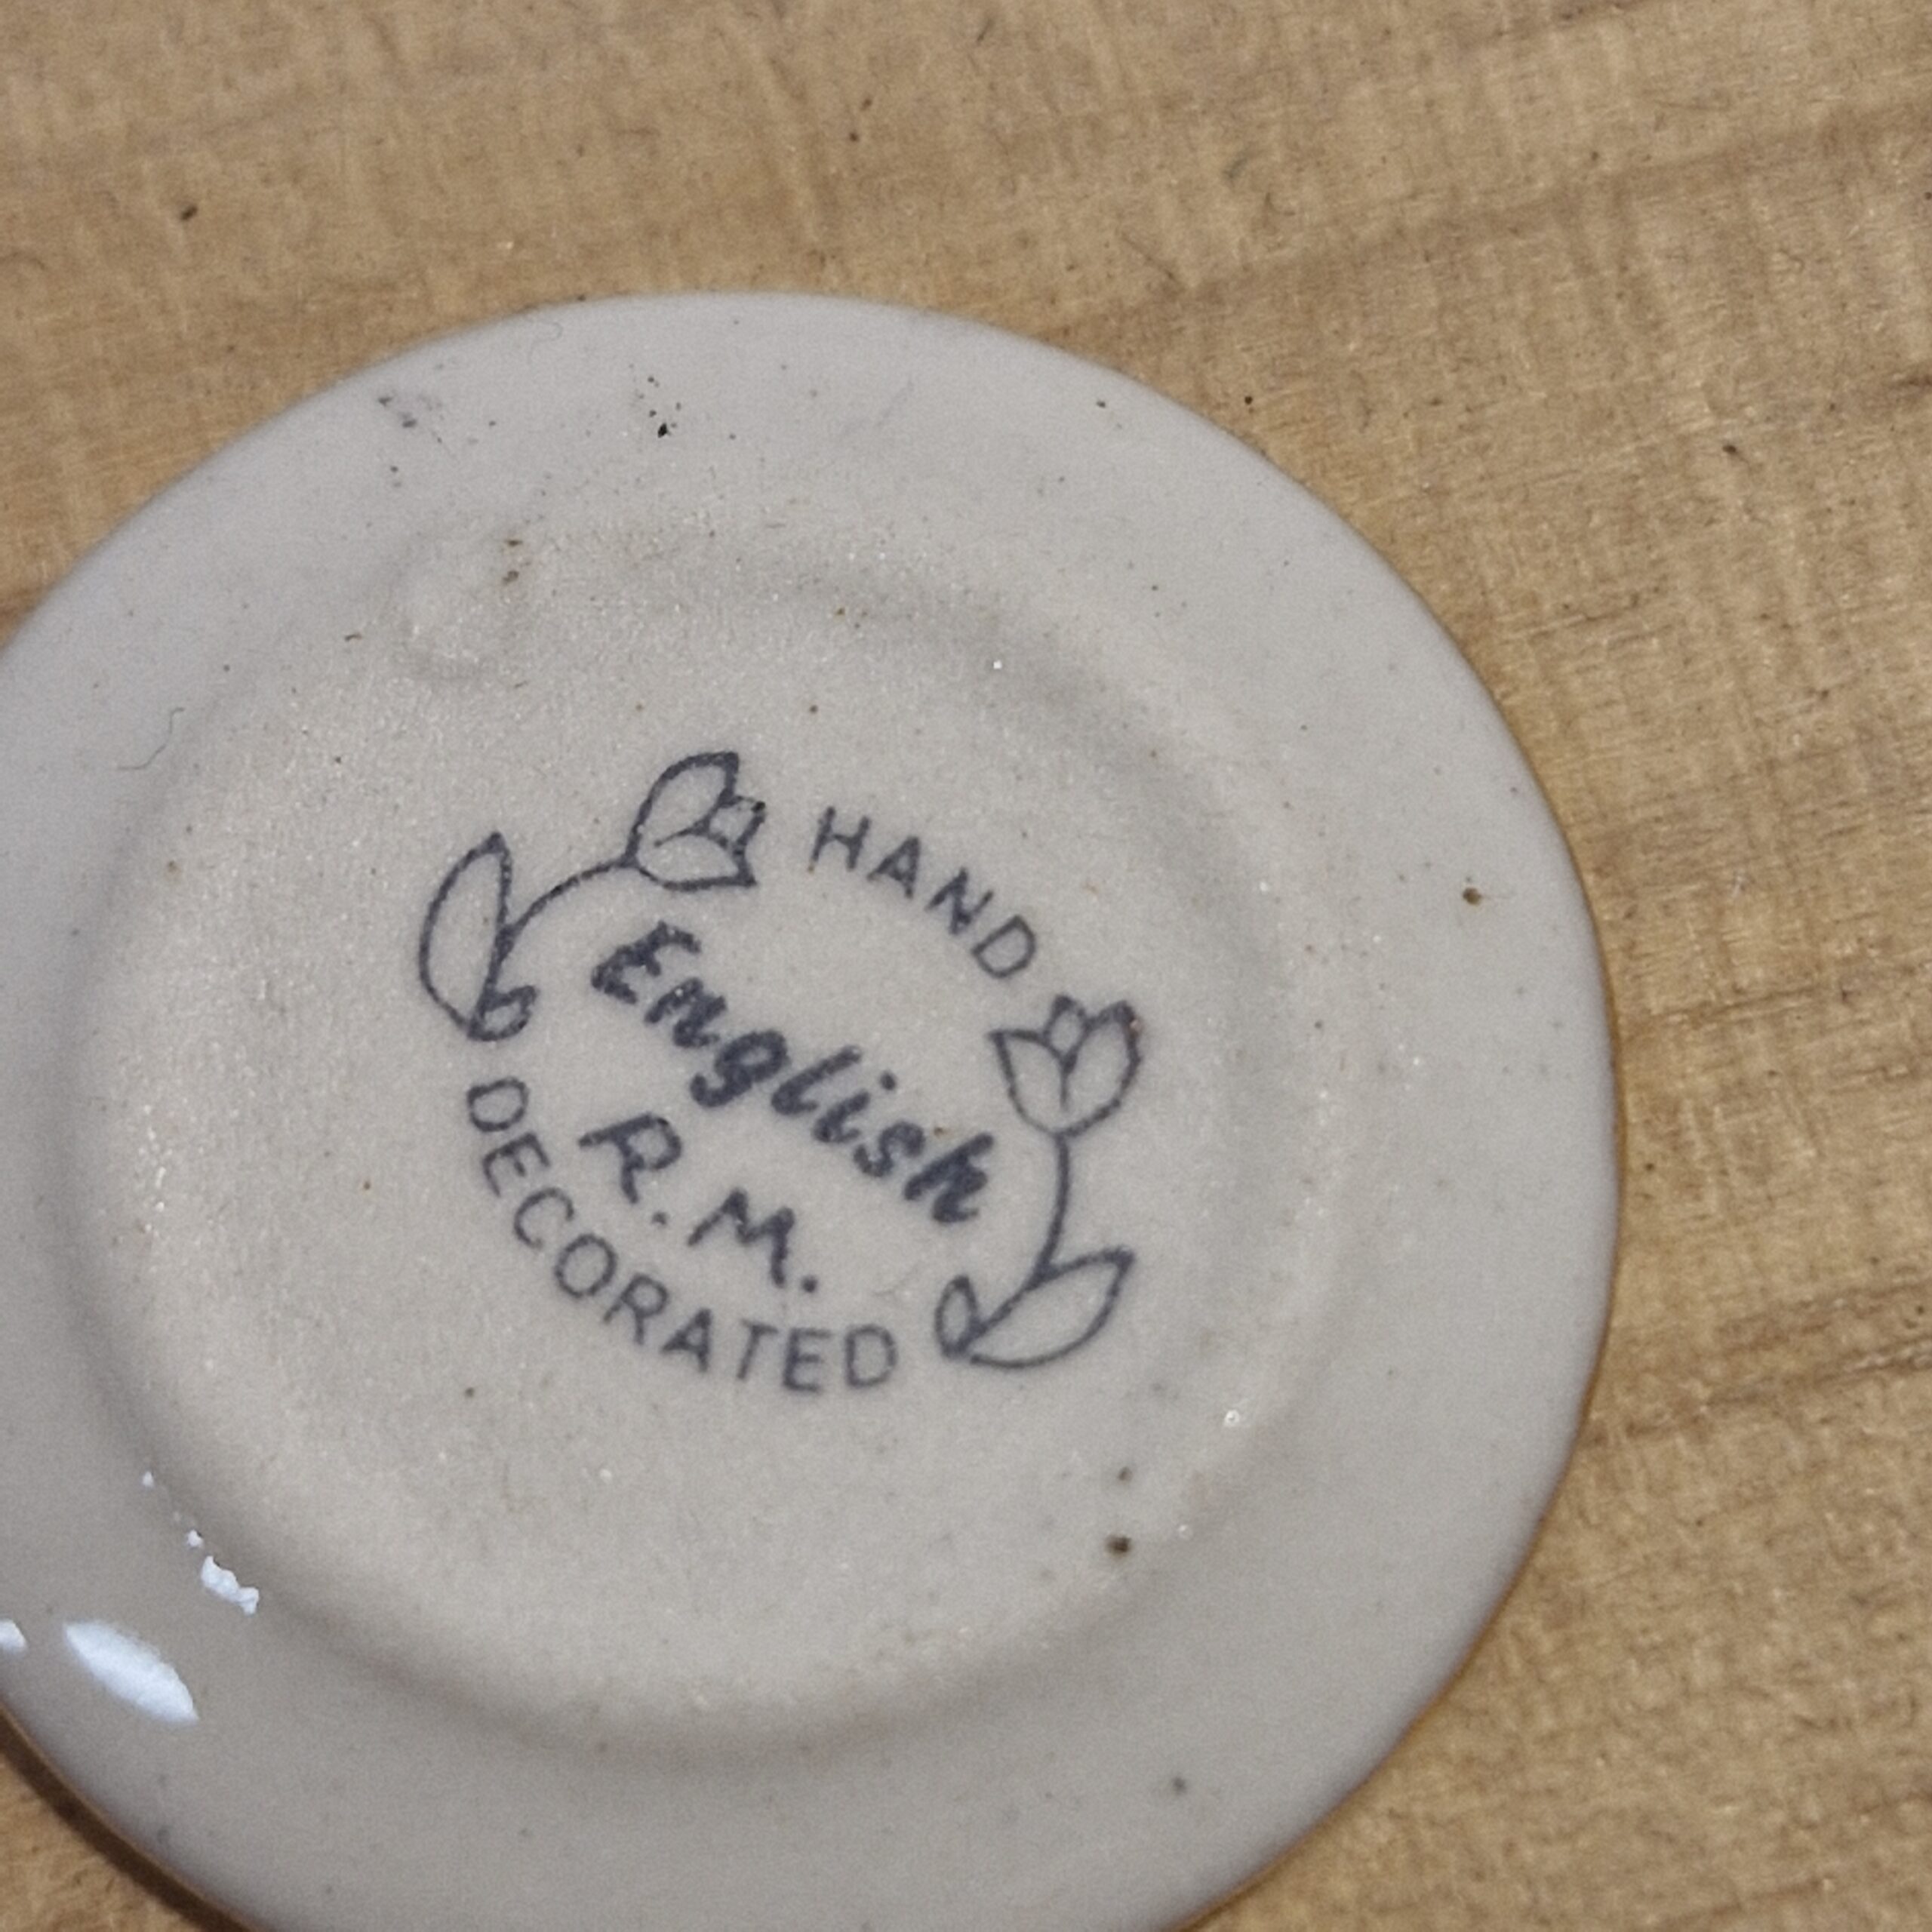 HAND
English
R.M.
DECORATED